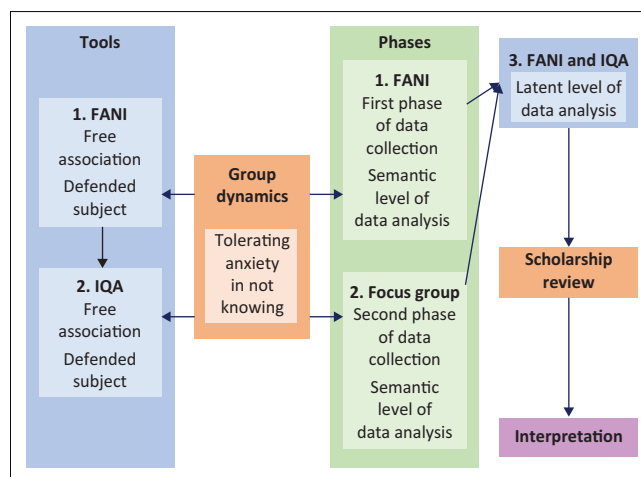 Tools
1. FANI
Free
association
Defended
subject
2. IQA
Free
association
Defended
subject
Group
dynamics
Tolerating
anxiety
in not
knowing
Phases
1. FANI
First phase
of data
collection
Semantic
level of
data analysis
2. Focus group
Second phase
of data
collection
Semantic
level of
data analysis
3. FANI and IQA
Latent level of
data analysis
Scholarship
review
Interpretation